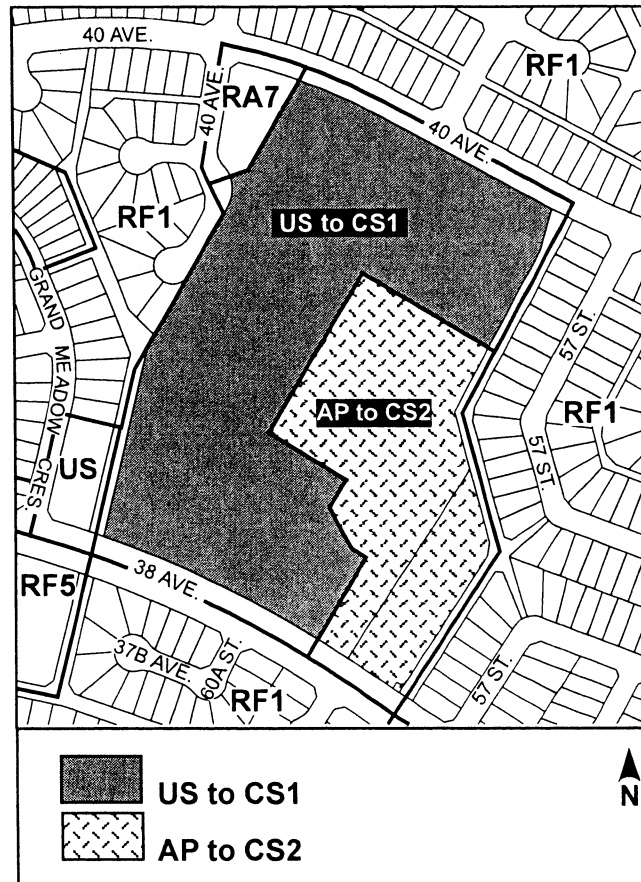 40 AVE.
RF1
RA7
40 AVE.
40 AVE.
RF1
US to CS1
GRAND MEADOW CRES.
57 ST.
AP to CS2
RF1
57 ST.
US
38 AVE.
RF5
37B AVE.
60A ST.
RF1
57 ST.
US to CS1
N
AP to CS2